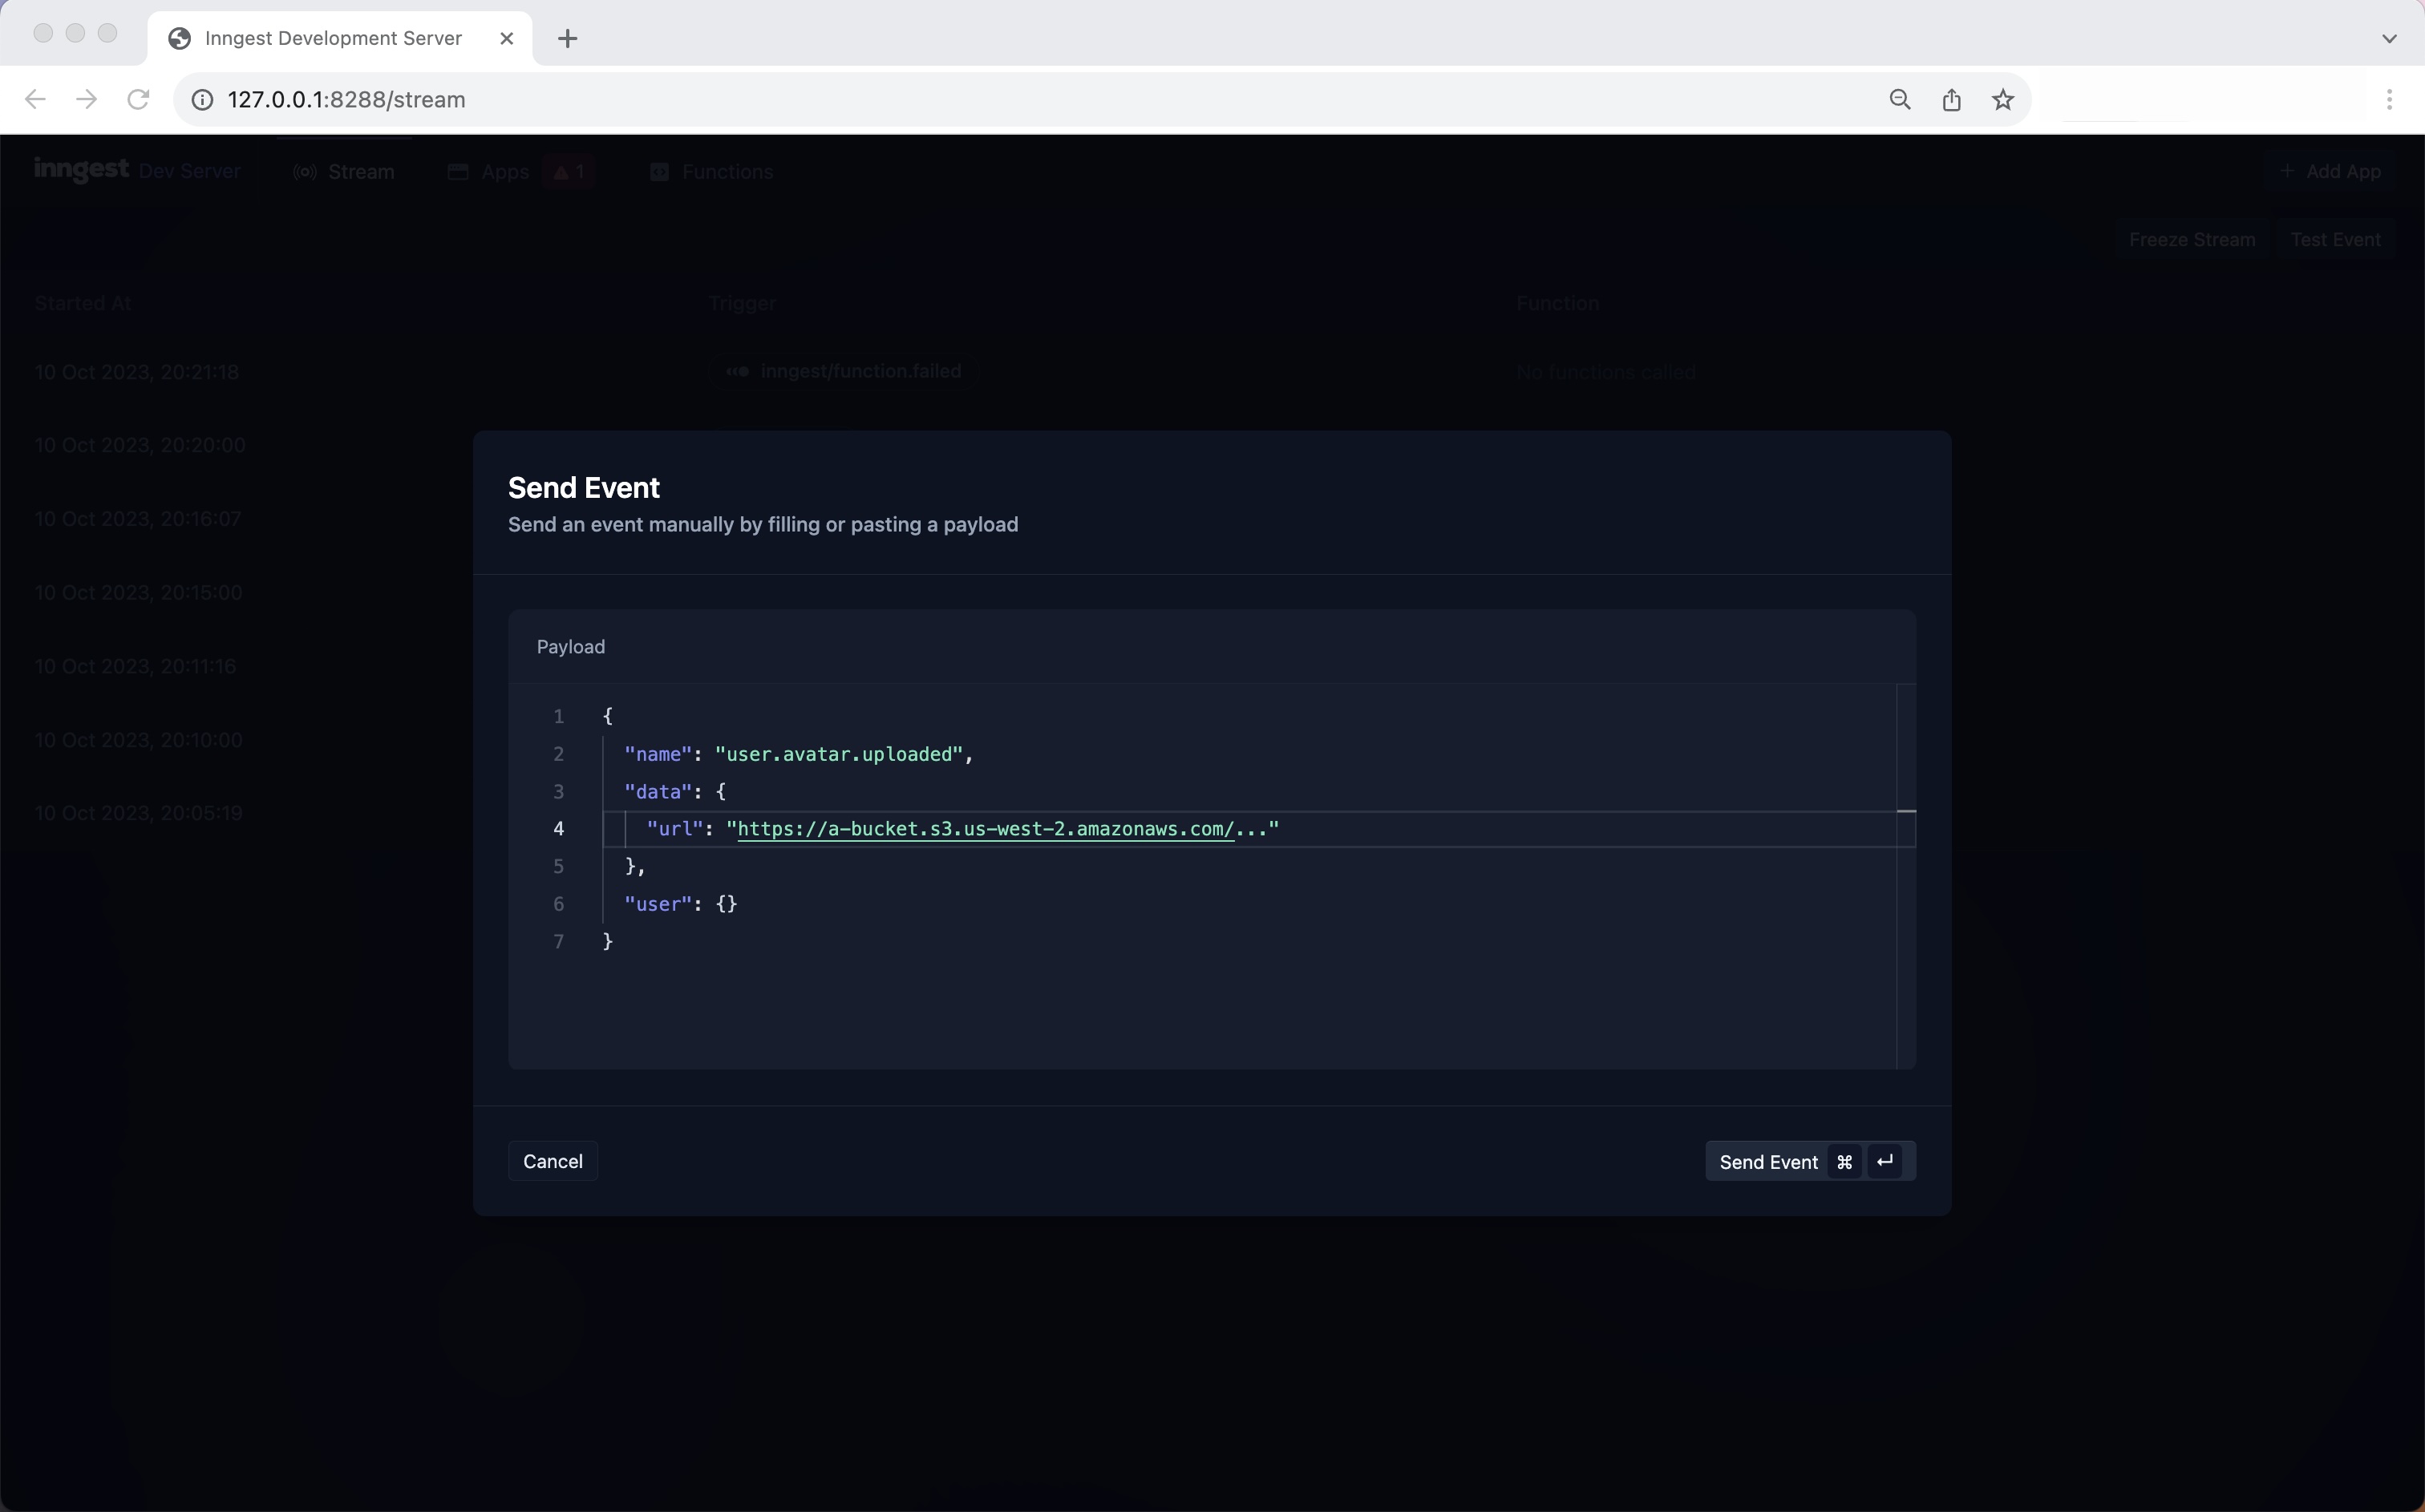 Inngest Development Server
127.0.0.1:8288/stream
inngest Dev Server Stream Apps 1 Functions + Add App
Freeze Stream Test Event
Started At Trigger Function
10 Oct 2023, 20:21:18 inngest/function.failed No functions called
10 Oct 2023, 20:20:00
10 Oct 2023, 20:16:07
10 Oct 2023, 20:15:00
10 Oct 2023, 20:11:16
10 Oct 2023, 20:10:00
10 Oct 2023, 20:05:19
Send Event
Send an event manually by filling or pasting a payload
Payload
1 {
2 "name": "user.avatar.uploaded",
3 "data": {
4 "url": "https://a-bucket.s3.us-west-2.amazonaws.com/..."
5 },
6 "user": {}
7 }
Cancel Send Event ⌘ ↵